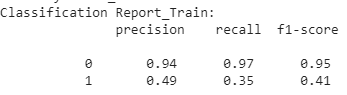 Classification Report_Train:
precision recall f1-score
0 0.94 0.97 0.95
1 0.49 0.35 0.41